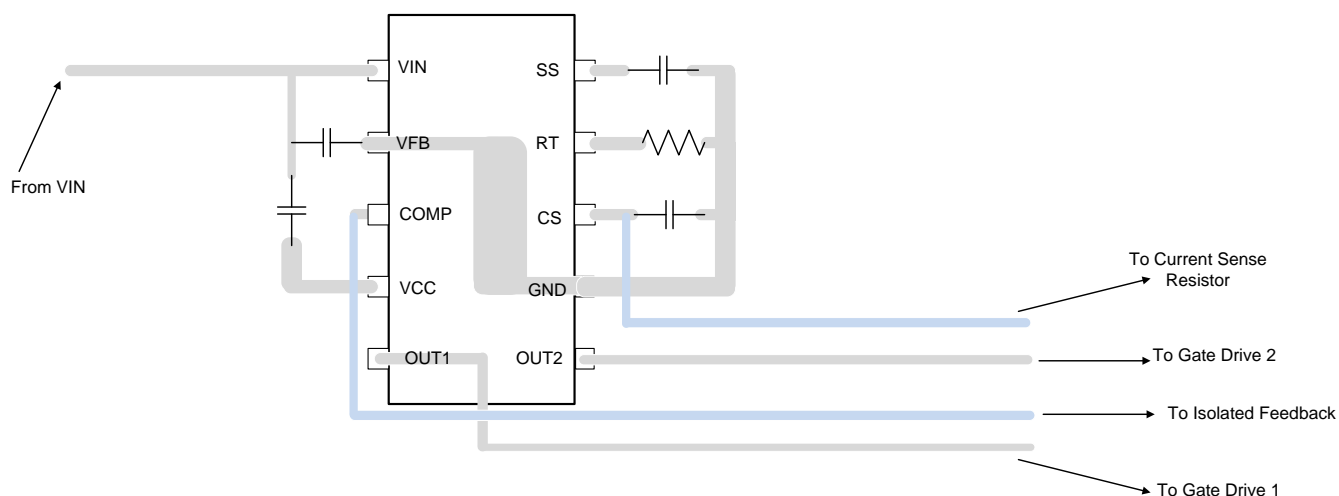 VIN
SS
VFB
RT
From VIN
COMP
CS
VCC
GND
To Current Sense
Resistor
OUT1
OUT2
To Gate Drive 2
To Isolated Feedback
To Gate Drive 1